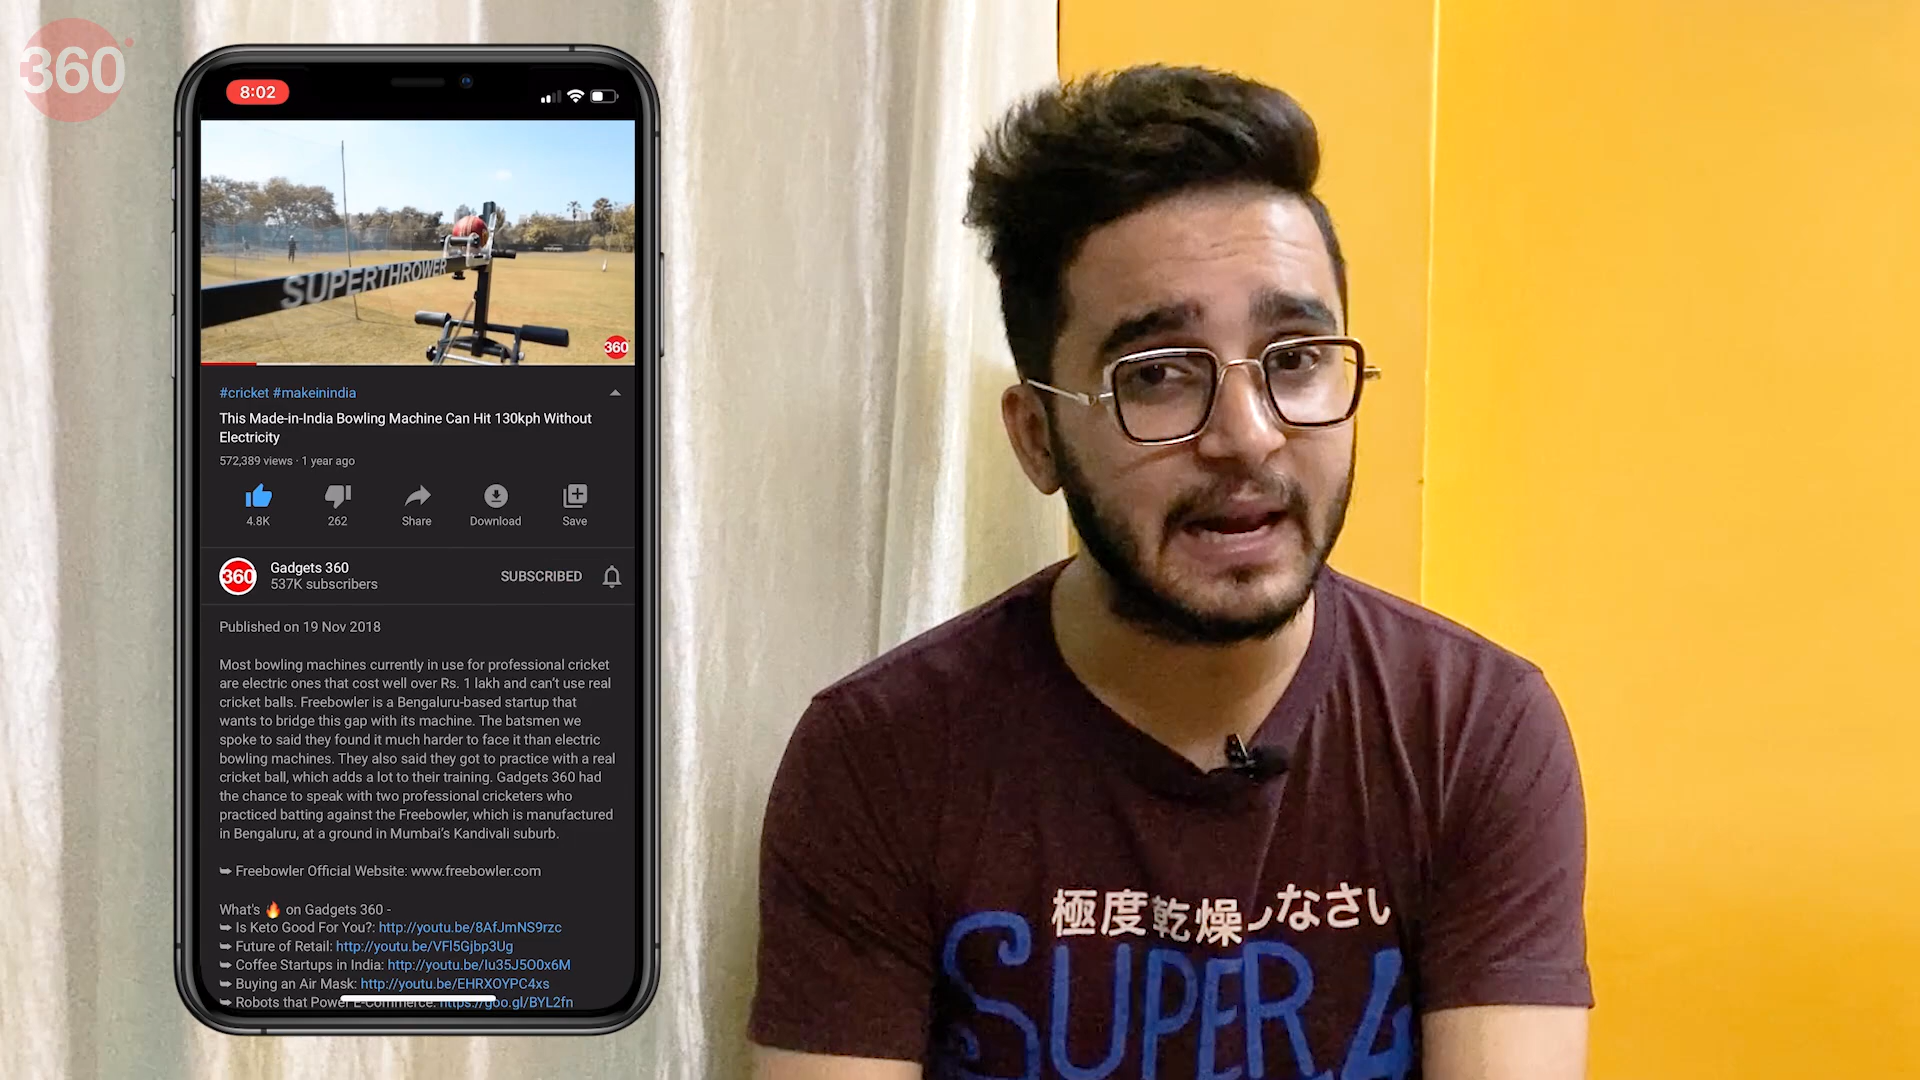 360
8:02
SUPERTHROWER
360
#cricket #makeinindia
This Made-in-India Bowling Machine Can Hit 130kph Without
Electricity
572,389 views · 1 year ago
4.8K
262
Share
Download
Save
360
Gadgets 360
537K subscribers
SUBSCRIBED
Published on 19 Nov 2018
Most bowling machines currently in use for professional cricket
are electric ones that cost well over Rs. 1 lakh and can't use real
cricket balls. Freebowler is a Bengaluru-based startup that
wants to bridge this gap with its machine. The batsmen we
spoke to said they found it much harder to face it than electric
bowling machines. They also said they got to practice with a real
cricket ball, which adds a lot to their training. Gadgets 360 had
the chance to speak with two professional cricketers who
practiced batting against the Freebowler, which is manufactured
in Bengaluru, at a ground in Mumbai's Kandivali suburb.
➥ Freebowler Official Website: www.freebowler.com
What's 🔥 on Gadgets 360 -
➥ Is Keto Good For You?: http://youtu.be/8AfJmNS9rzc
➥ Future of Retail: http://youtu.be/VFl5Gjbp3Ug
➥ Coffee Startups in India: http://youtu.be/Iu35J5O0x6M
➥ Buying an Air Mask: http://youtu.be/EHRXOYPC4xs
➥ Robots that Power E-Commerce: https://goo.gl/BYL2fn
極度乾燥しなさい
SUPER